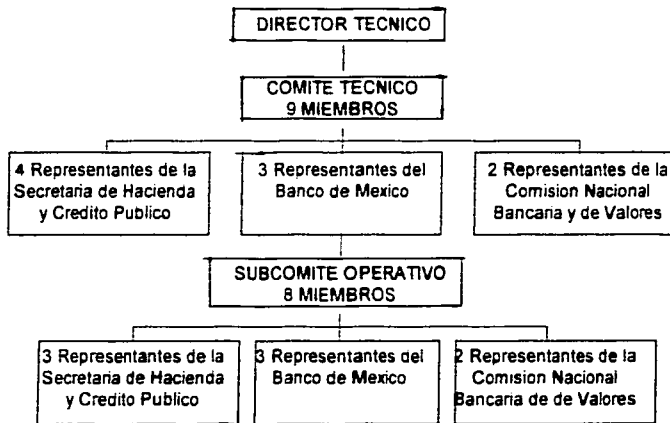 DIRECTOR TECNICO
COMITE TECNICO
9 MIEMBROS
4 Representantes de la
Secretaria de Hacienda
y Credito Publico
3 Representantes del
Banco de Mexico
2 Representantes de la
Comision Nacional
Bancaria y de Valores
SUBCOMITE OPERATIVO
8 MIEMBROS
3 Representantes de la
Secretaria de Hacienda
y Credito Publico
3 Representantes del
Banco de Mexico
2 Representantes de la
Comision Nacional
Bancaria de de Valores